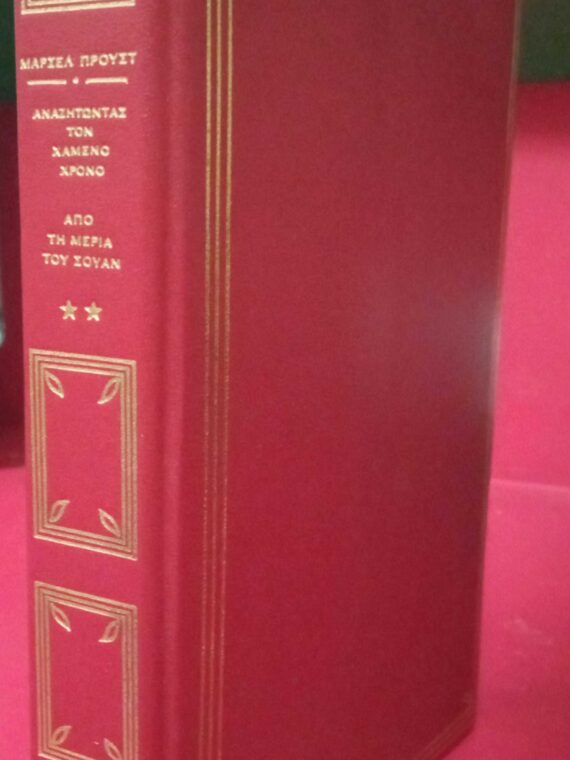 ΜΑΡΣΕΛ ΠΡΟΥΣΤ
ΑΝΑΖΗΤΩΝΤΑΣ
ΤΟΝ
ΧΑΜΕΝΟ
ΧΡΟΝΟ
ΑΠΟ
ΤΗ ΜΕΡΙΑ
ΤΟΥ ΣΟΥΑΝ